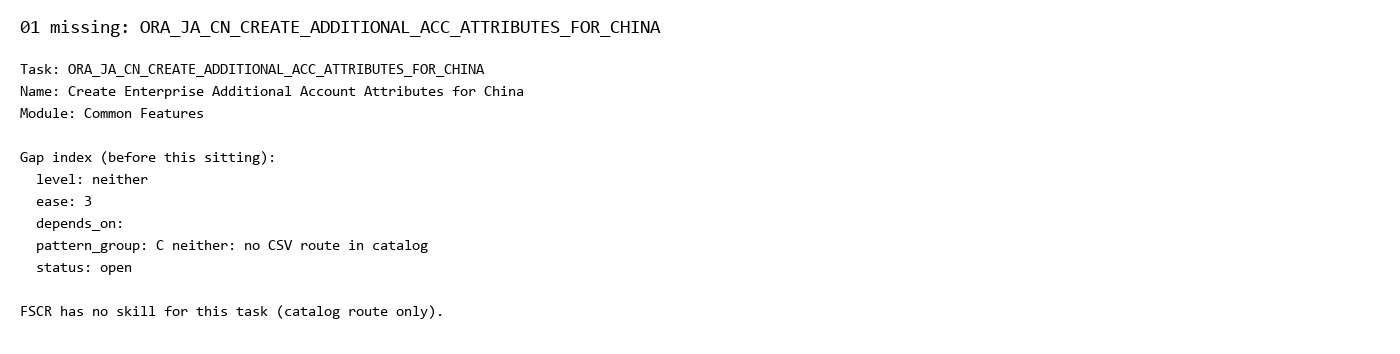 01 missing: ORA_JA_CN_CREATE_ADDITIONAL_ACC_ATTRIBUTES_FOR_CHINA
Task: ORA_JA_CN_CREATE_ADDITIONAL_ACC_ATTRIBUTES_FOR_CHINA
Name: Create Enterprise Additional Account Attributes for China
Module: Common Features
Gap index (before this sitting):
level: neither
ease: 3
depends_on:
pattern_group: C neither: no CSV route in catalog
status: open
FSCR has no skill for this task (catalog route only).